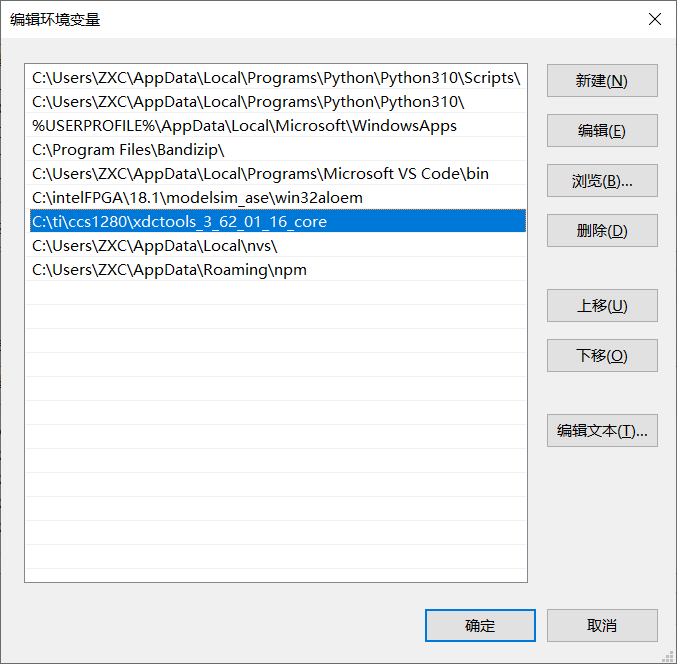 编辑环境变量
C:\Users\ZXC\AppData\Local\Programs\Python\Python310\Scripts\
C:\Users\ZXC\AppData\Local\Programs\Python\Python310\
%USERPROFILE%\AppData\Local\Microsoft\WindowsApps
C:\Program Files\Bandizip\
C:\Users\ZXC\AppData\Local\Programs\Microsoft VS Code\bin
C:\intelFPGA\18.1\modelsim_ase\win32aloem
C:\ti\ccs1280\xdctools_3_62_01_16_core
C:\Users\ZXC\AppData\Local\nvs\
C:\Users\ZXC\AppData\Roaming\npm
新建(N)
编辑(E)
浏览(B)...
删除(D)
上移(U)
下移(O)
编辑文本(T)...
确定
取消